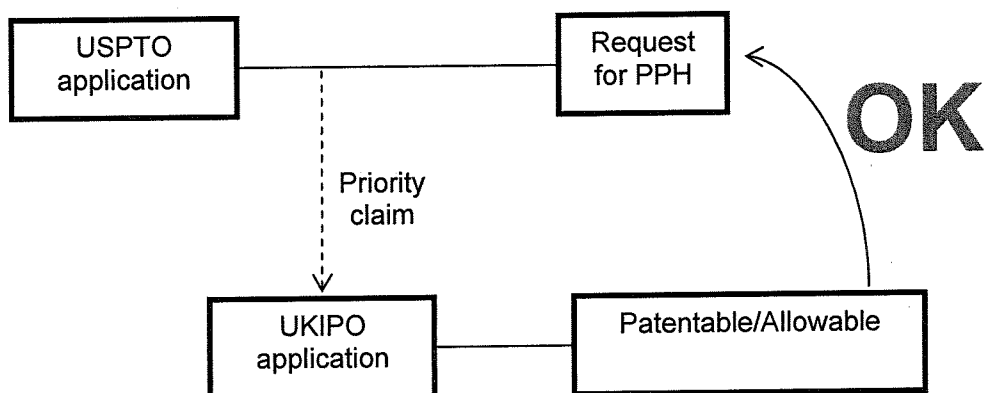 USPTO
application
Request
for PPH
OK
Priority
claim
UKIPO
application
Patentable/Allowable